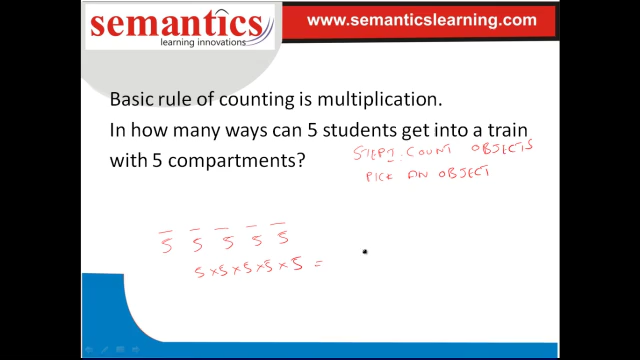 semantics
learning innovations
www.semanticslearning.com
Basic rule of counting is multiplication.
In how many ways can 5 students get into a train
with 5 compartments?
STEP1: COUNT OBJECTS
PICK AN OBJECT
5 5 5 5 5
5 × 5 × 5 × 5 × 5 =